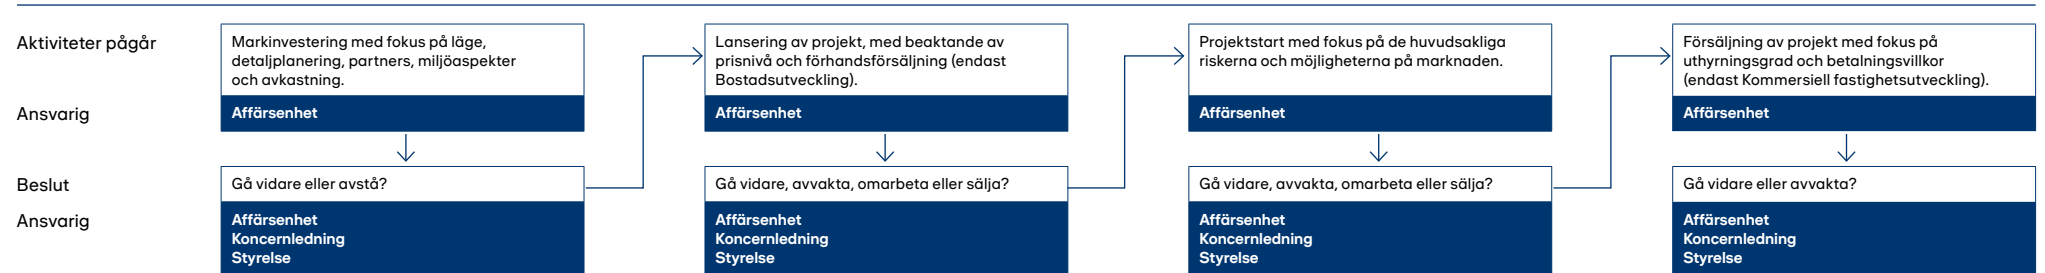 Aktiviteter pågår
Markinvestering med fokus på läge,
detaljplanering, partners, miljöaspekter
och avkastning.
Lansering av projekt, med beaktande av
prisnivå och förhandsförsäljning (endast
Bostadsutveckling).
Projektstart med fokus på de huvudsakliga
riskerna och möjligheterna på marknaden.
Försäljning av projekt med fokus på
uthyrningsgrad och betalningsvillkor
(endast Kommersiell fastighetsutveckling).
Ansvarig
Affärsenhet
Affärsenhet
Affärsenhet
Affärsenhet
Beslut
Gå vidare eller avstå?
Gå vidare, avvakta, omarbeta eller sälja?
Gå vidare, avvakta, omarbeta eller sälja?
Gå vidare eller avvakta?
Ansvarig
Affärsenhet
Koncernledning
Styrelse
Affärsenhet
Koncernledning
Styrelse
Affärsenhet
Koncernledning
Styrelse
Affärsenhet
Koncernledning
Styrelse